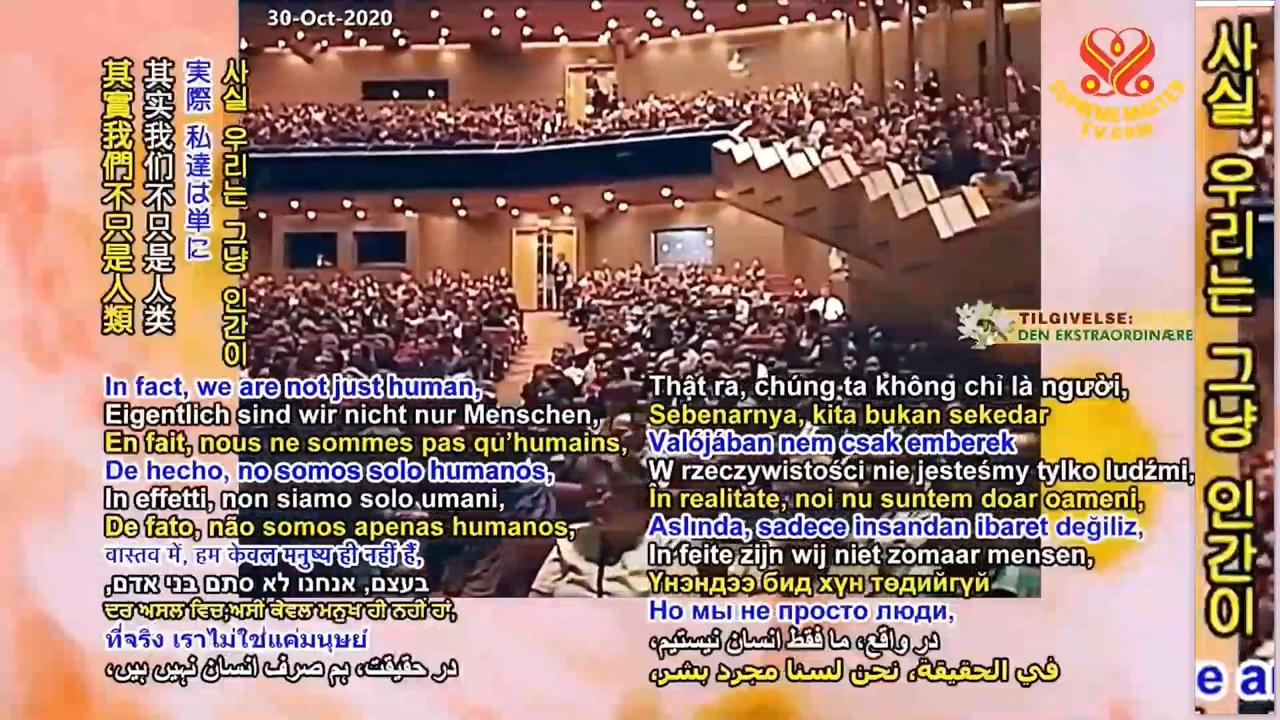 30-Oct-2020
SUPREME MASTER
TV.COM
사실 우리는 그냥 인간이
実際 私達は単に
其实我们不只是人类
其實我們不只是人類
TILGIVELSE:
DEN EKSTRAORDINÆRE
In fact, we are not just human,
Eigentlich sind wir nicht nur Menschen,
En fait, nous ne sommes pas qu’humains,
De hecho, no somos solo humanos,
In effetti, non siamo solo umani,
De fato, não somos apenas humanos,
वास्तव में, हम केवल मनुष्य ही नहीं हैं,
בעצם, אנחנו לא סתם בני אדם,
ਦਰ ਅਸਲ ਵਿਚ,ਅਸੀਂ ਕੇਵਲ ਮਨੁਖ ਹੀ ਨਹੀਂ ਹਾਂ,
ที่จริง เราไม่ใช่แค่มนุษย์
در حقیقت، ہم صرف انسان نہیں ہیں،
Thật ra, chúng ta không chỉ là người,
Sebenarnya, kita bukan sekedar
Valójában nem csak emberek
W rzeczywistości nie jesteśmy tylko ludźmi,
În realitate, noi nu suntem doar oameni,
Aslında, sadece insandan ibaret değiliz,
In feite zijn wij niet zomaar mensen,
Үнэндээ бид хүн төдийгүй
Но мы не просто люди,
در واقع، ما فقط انسان نیستیم،
في الحقيقة، نحن لسنا مجرد بشر،
사실 우리는 그냥 인간이
e a